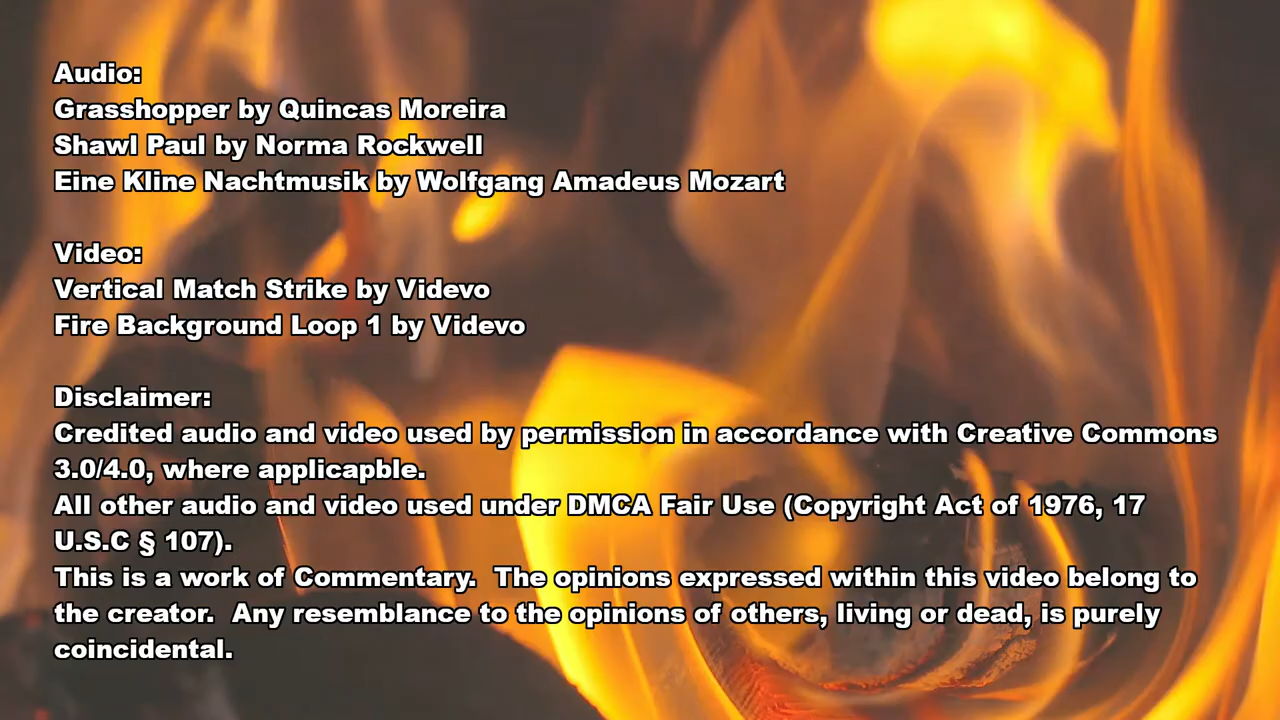 Audio:
Grasshopper by Quincas Moreira
Shawl Paul by Norma Rockwell
Eine Kline Nachtmusik by Wolfgang Amadeus Mozart
Video:
Vertical Match Strike by Videvo
Fire Background Loop 1 by Videvo
Disclaimer:
Credited audio and video used by permission in accordance with Creative Commons
3.0/4.0, where applicapble.
All other audio and video used under DMCA Fair Use (Copyright Act of 1976, 17
U.S.C § 107).
This is a work of Commentary.  The opinions expressed within this video belong to
the creator.  Any resemblance to the opinions of others, living or dead, is purely
coincidental.